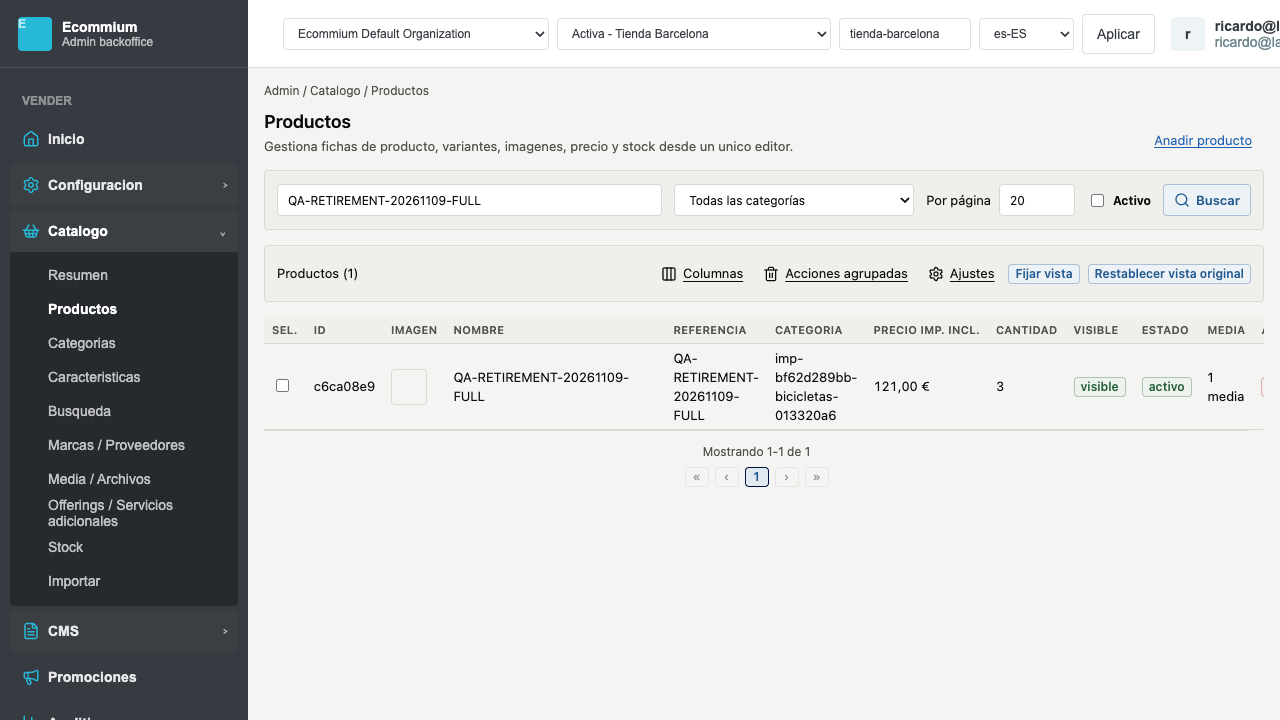 E
Ecommium
Admin backoffice
Ecommium Default Organization
Activa - Tienda Barcelona
tienda-barcelona
es-ES
Aplicar
r
ricardo@l
ricardo@la
VENDER
Inicio
Configuracion
Catalogo
Resumen
Productos
Categorias
Caracteristicas
Busqueda
Marcas / Proveedores
Media / Archivos
Offerings / Servicios
adicionales
Stock
Importar
CMS
Promociones
Admin / Catalogo / Productos
Productos
Gestiona fichas de producto, variantes, imagenes, precio y stock desde un unico editor.
Anadir producto
QA-RETIREMENT-20261109-FULL
Todas las categorías
Por página
20
Activo
Buscar
Productos (1)
Columnas
Acciones agrupadas
Ajustes
Fijar vista
Restablecer vista original
SEL. ID IMAGEN NOMBRE REFERENCIA CATEGORIA PRECIO IMP. INCL. CANTIDAD VISIBLE ESTADO MEDIA
c6ca08e9
QA-RETIREMENT-20261109-
FULL
QA-
RETIREMENT-
20261109-
FULL
imp-
bf62d289bb-
bicicletas-
013320a6
121,00 €
3
visible
activo
1
media
Mostrando 1-1 de 1
« ‹ 1 › »